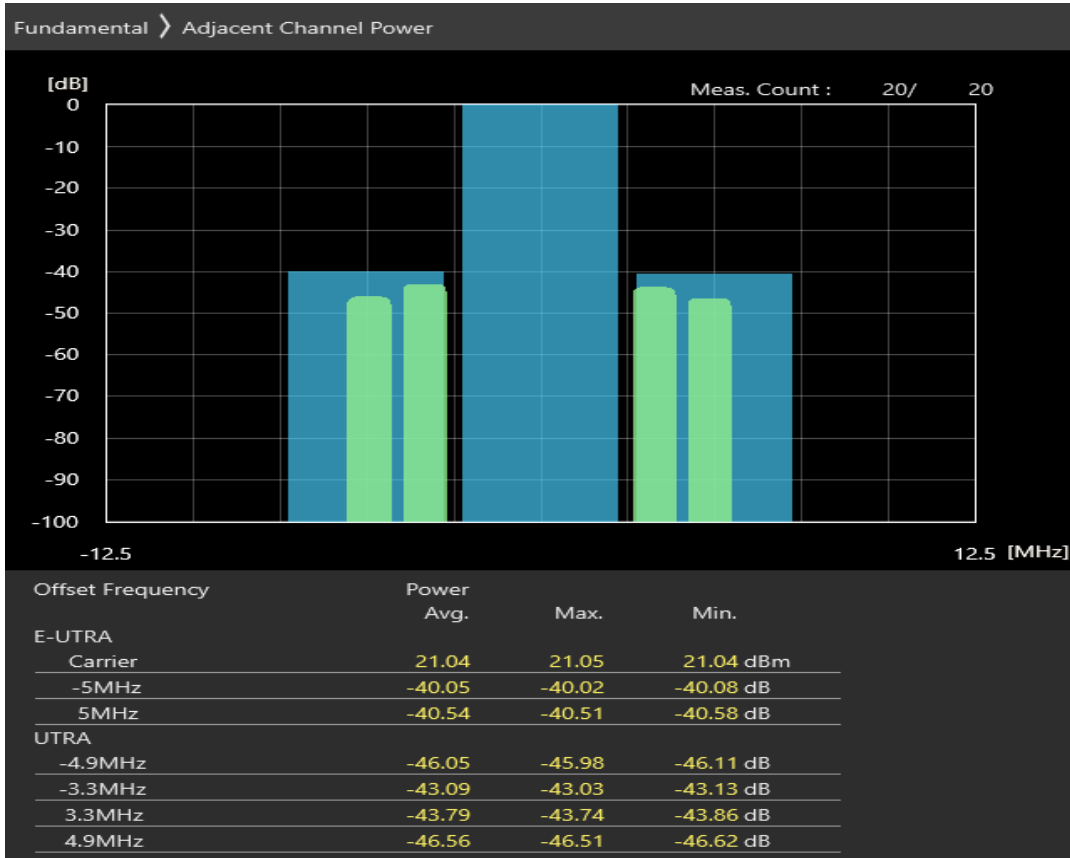 Fundamental 〉 Adjacent Channel Power
[dB]
Meas. Count : 20/ 20
0
-10
-20
-30
-40
-50
-60
-70
-80
-90
-100
-12.5 12.5 [MHz]
Offset Frequency Power
Avg. Max. Min.
E-UTRA
Carrier 21.04 21.05 21.04 dBm
-5MHz -40.05 -40.02 -40.08 dB
5MHz -40.54 -40.51 -40.58 dB
UTRA
-4.9MHz -46.05 -45.98 -46.11 dB
-3.3MHz -43.09 -43.03 -43.13 dB
3.3MHz -43.79 -43.74 -43.86 dB
4.9MHz -46.56 -46.51 -46.62 dB